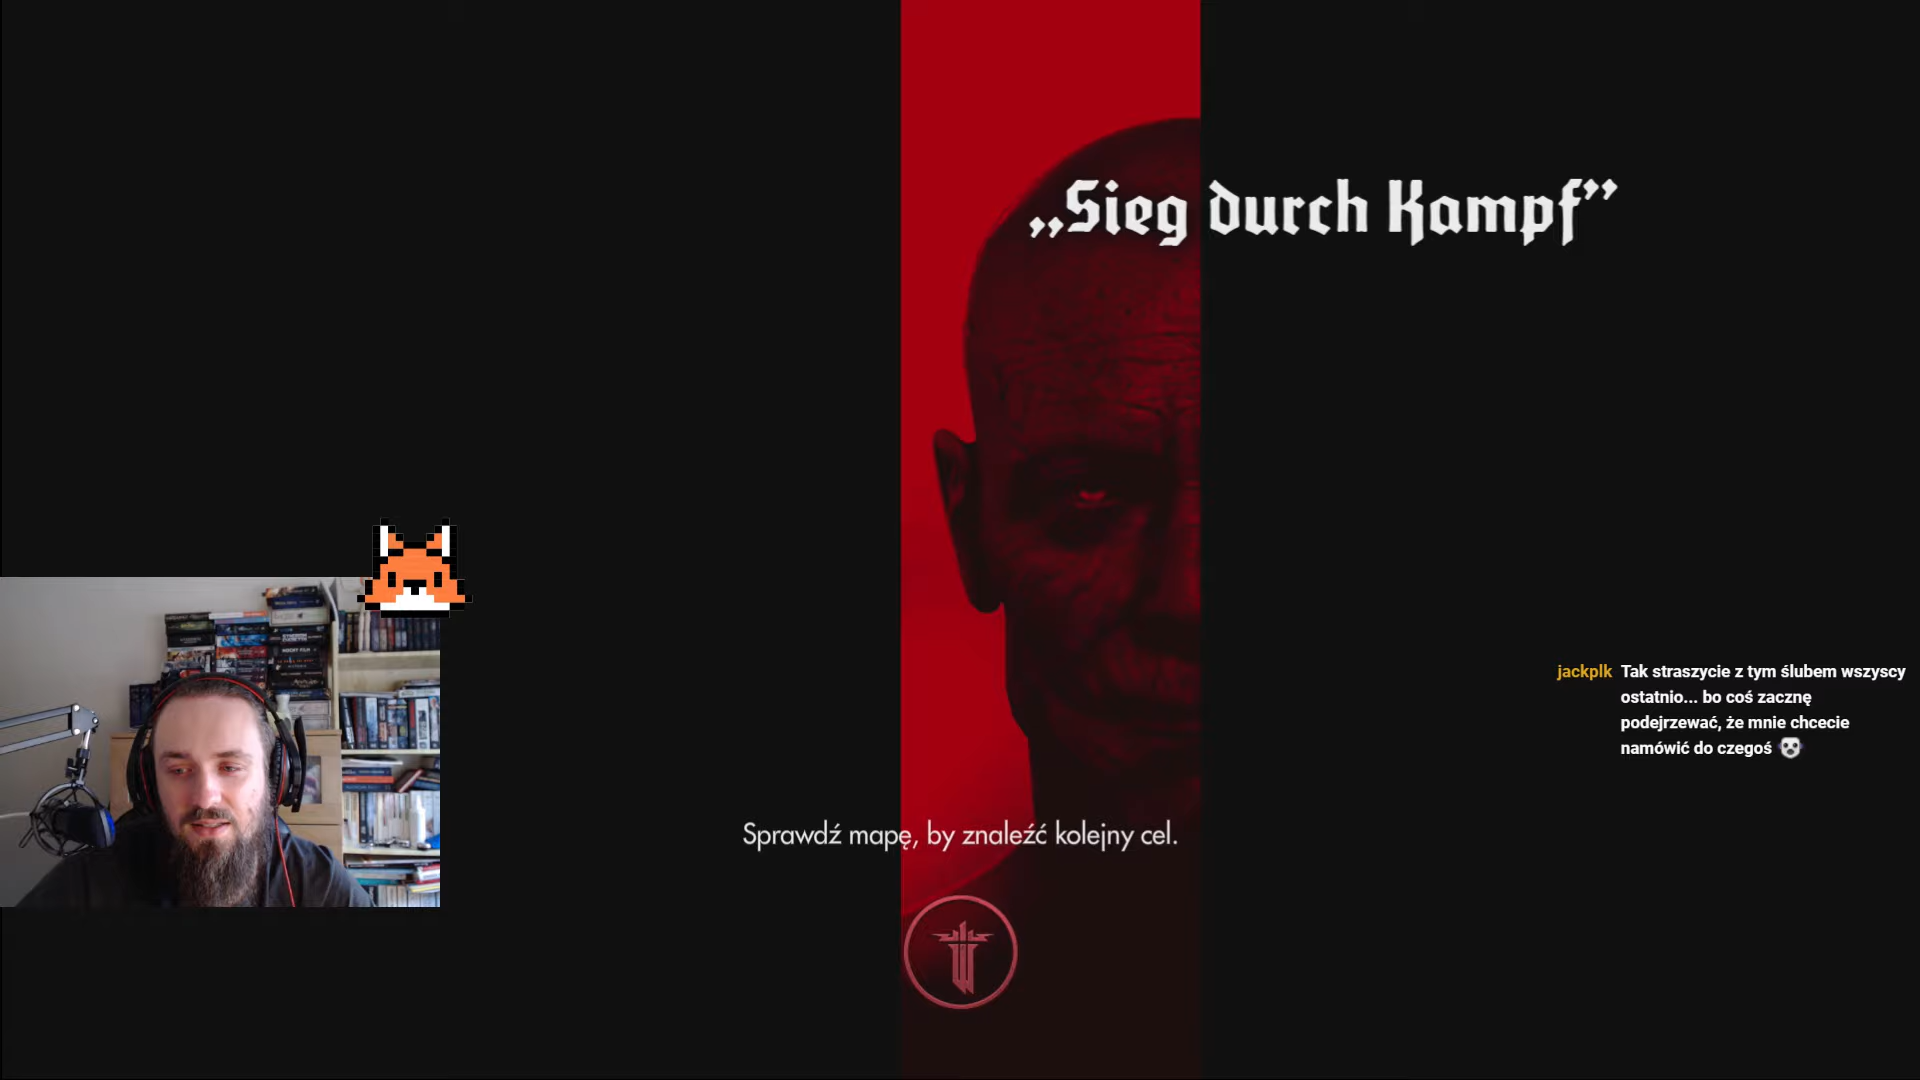 „Sieg durch Kampf”
jackplk Tak straszycie z tym ślubem wszyscy
ostatnio... bo coś zacznę
podejrzewać, że mnie chcecie
namówić do czegoś
Sprawdź mapę, by znaleźć kolejny cel.